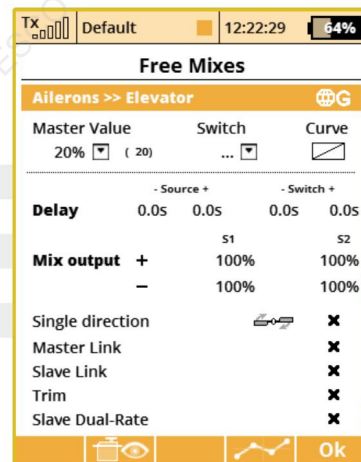 Tx Default 12:22:29 64%
Free Mixes
Ailerons >> Elevator G
Master Value Switch Curve
20% ( 20) ...
- Source + - Switch +
Delay 0.0s 0.0s 0.0s 0.0s
S1 S2
Mix output + 100% 100%
− 100% 100%
Single direction
Master Link
Slave Link
Trim
Slave Dual-Rate
Ok